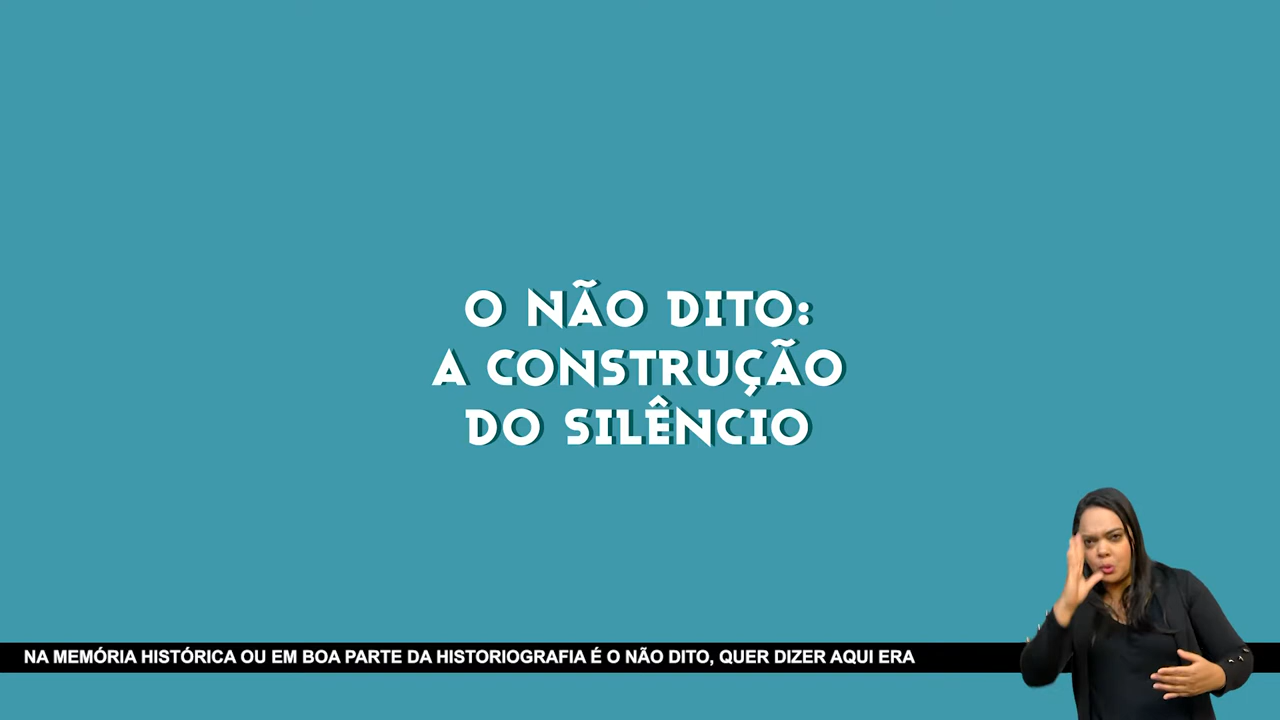 O NÃO DITO:
A CONSTRUÇÃO
DO SILÊNCIO
NA MEMÓRIA HISTÓRICA OU EM BOA PARTE DA HISTORIOGRAFIA É O NÃO DITO, QUER DIZER AQUI ERA